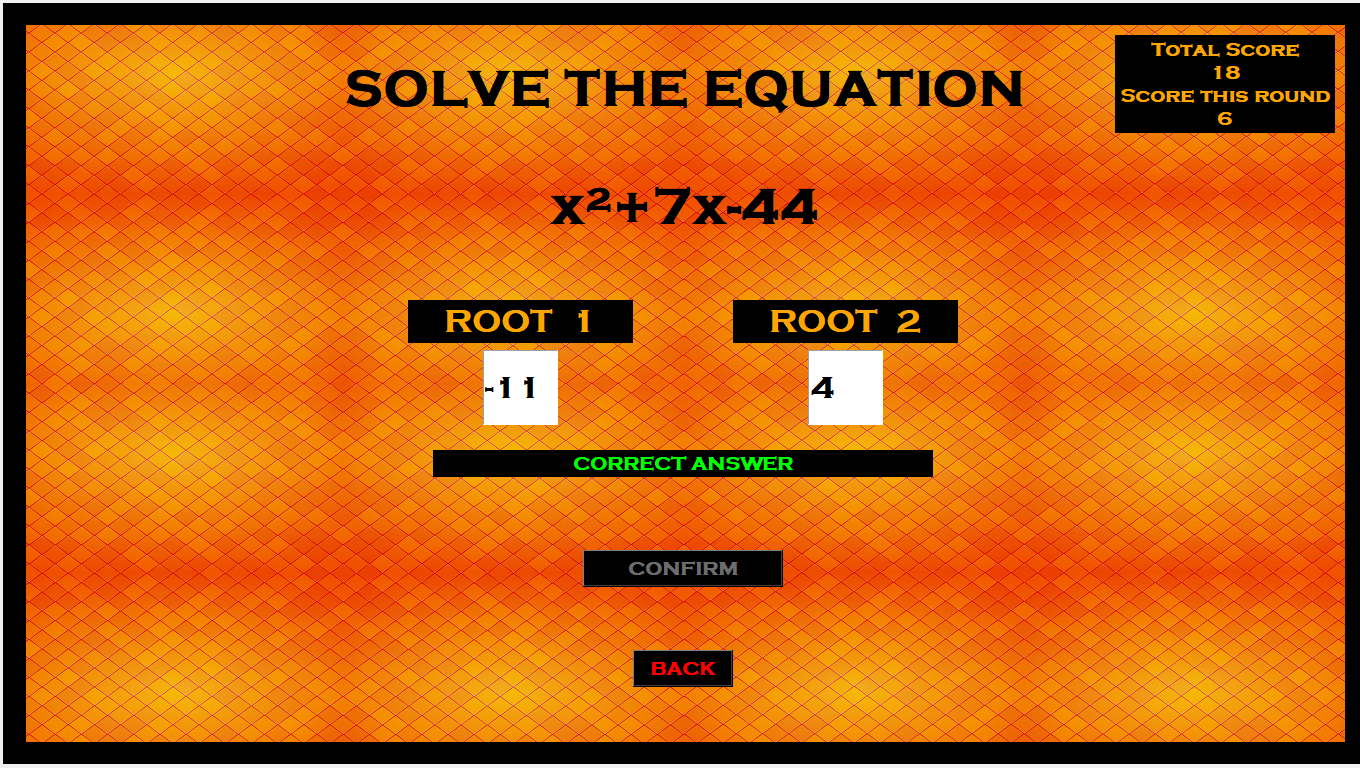 Total Score
18
Score this round
6
SOLVE THE EQUATION
x²+7x-44
ROOT 1
ROOT 2
-11
4
CORRECT ANSWER
CONFIRM
BACK